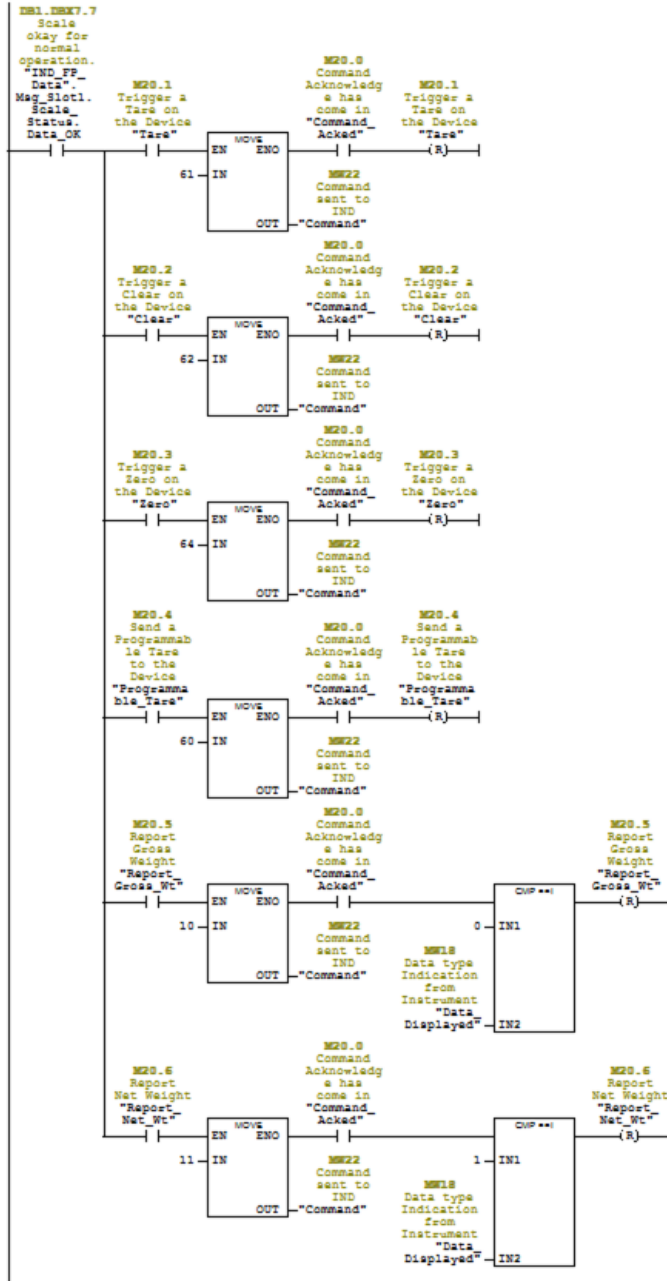 DB1.DBX7.7
Scale
okay for
normal
operation.
"IND_FP_
Data".
Msg_Slot1.
Scale_
Status.
Data_OK
M20.1
Trigger a
Tare on
the Device
"Tare"
MOVE
EN ENO
61 IN
OUT "Command"
MW22
Command
sent to
IND
M20.0
Command
Acknowledg
e has
come in
"Command_
Acked"
M20.1
Trigger a
Tare on
the Device
"Tare"
(R)
M20.2
Trigger a
Clear on
the Device
"Clear"
MOVE
EN ENO
62 IN
OUT "Command"
MW22
Command
sent to
IND
M20.0
Command
Acknowledg
e has
come in
"Command_
Acked"
M20.2
Trigger a
Clear on
the Device
"Clear"
(R)
M20.3
Trigger a
Zero on
the Device
"Zero"
MOVE
EN ENO
64 IN
OUT "Command"
MW22
Command
sent to
IND
M20.0
Command
Acknowledg
e has
come in
"Command_
Acked"
M20.3
Trigger a
Zero on
the Device
"Zero"
(R)
M20.4
Send a
Programmab
le Tare
to the
Device
"Programma
ble_Tare"
MOVE
EN ENO
60 IN
OUT "Command"
MW22
Command
sent to
IND
M20.0
Command
Acknowledg
e has
come in
"Command_
Acked"
M20.4
Send a
Programmab
le Tare
to the
Device
"Programma
ble_Tare"
(R)
M20.5
Report
Gross
Weight
"Report_
Gross_Wt"
MOVE
EN ENO
10 IN
OUT "Command"
MW22
Command
sent to
IND
M20.0
Command
Acknowledg
e has
come in
"Command_
Acked"
CMP ==I
0 IN1
MW18
Data type
Indication
from
Instrument
"Data_
Displayed" IN2
M20.5
Report
Gross
Weight
"Report_
Gross_Wt"
(R)
M20.6
Report
Net Weight
"Report_
Net_Wt"
MOVE
EN ENO
11 IN
OUT "Command"
MW22
Command
sent to
IND
M20.0
Command
Acknowledg
e has
come in
"Command_
Acked"
CMP ==I
1 IN1
MW18
Data type
Indication
from
Instrument
"Data_
Displayed" IN2
M20.6
Report
Net Weight
"Report_
Net_Wt"
(R)